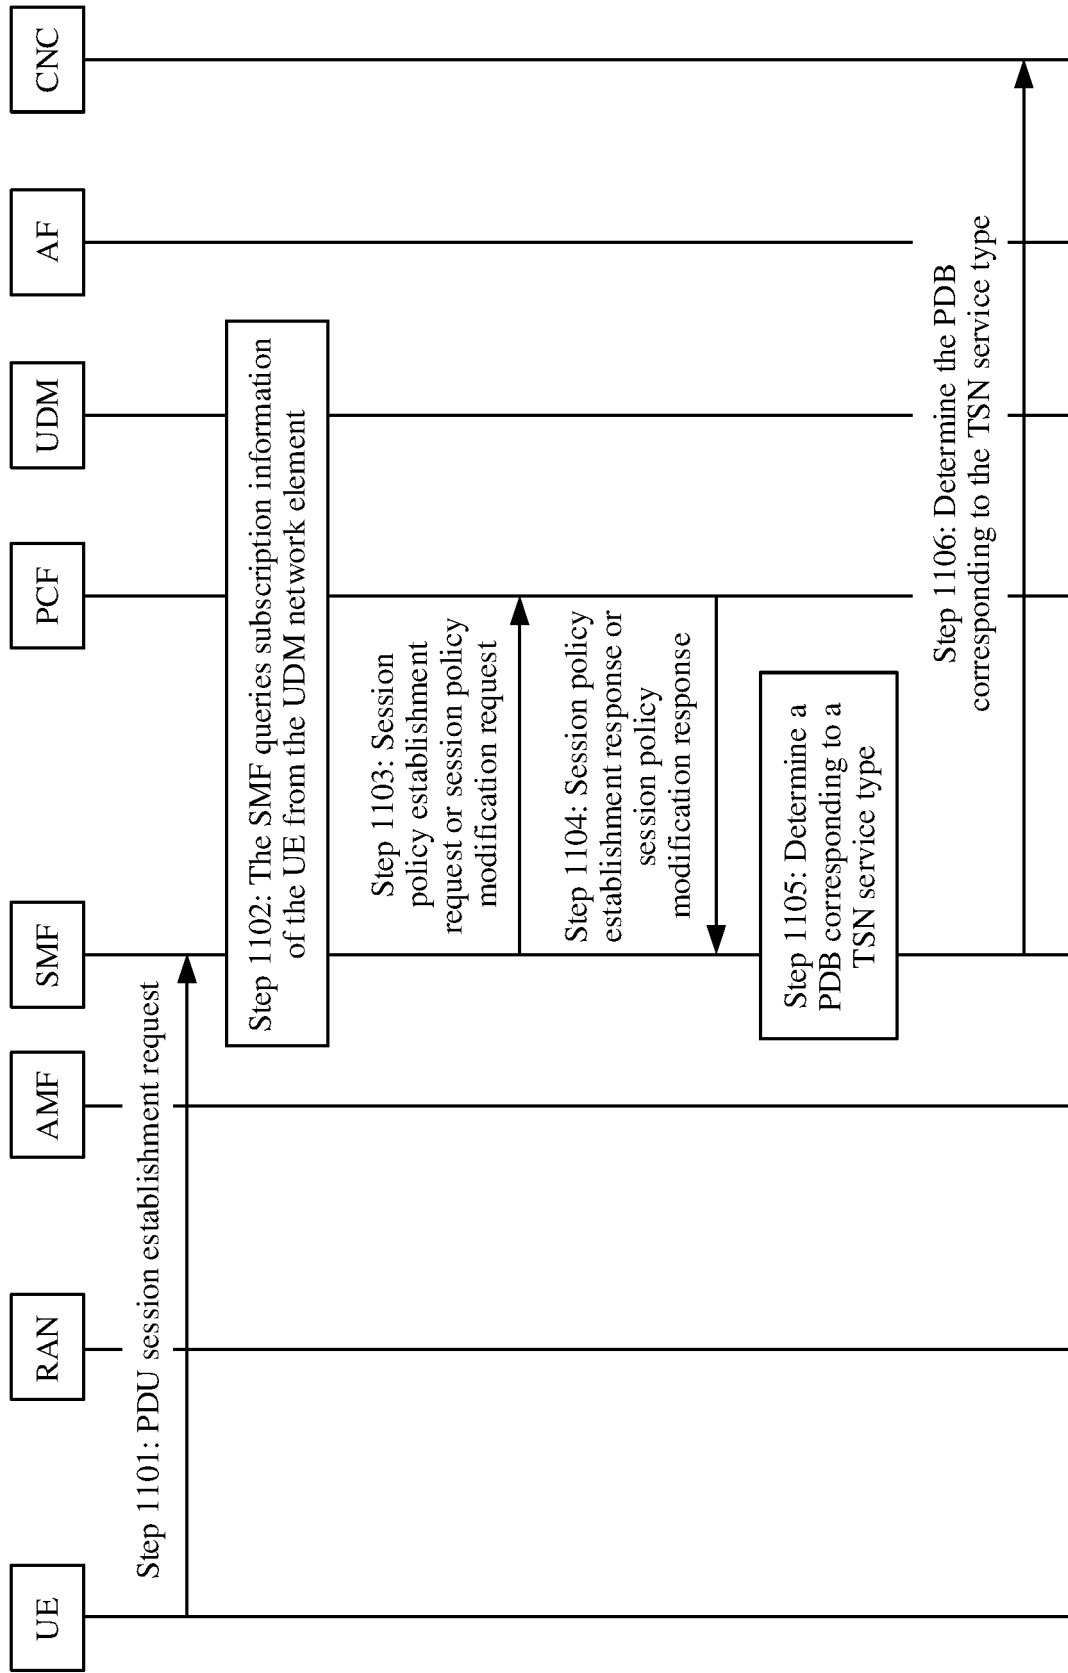 UE
RAN
AMF
SMF
PCF
UDM
AF
CNC
Step 1101: PDU session establishment request
Step 1102: The SMF queries subscription information
of the UE from the UDM network element
Step 1103: Session
policy establishment
request or session policy
modification request
Step 1104: Session policy
establishment response or
session policy
modification response
Step 1105: Determine a
PDB corresponding to a
TSN service type
Step 1106: Determine the PDB
corresponding to the TSN service type